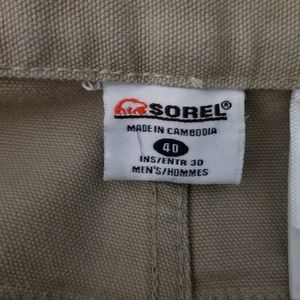 SOREL®
MADE IN CAMBODIA
40
INS/ENTR 30
MEN'S/HOMMES